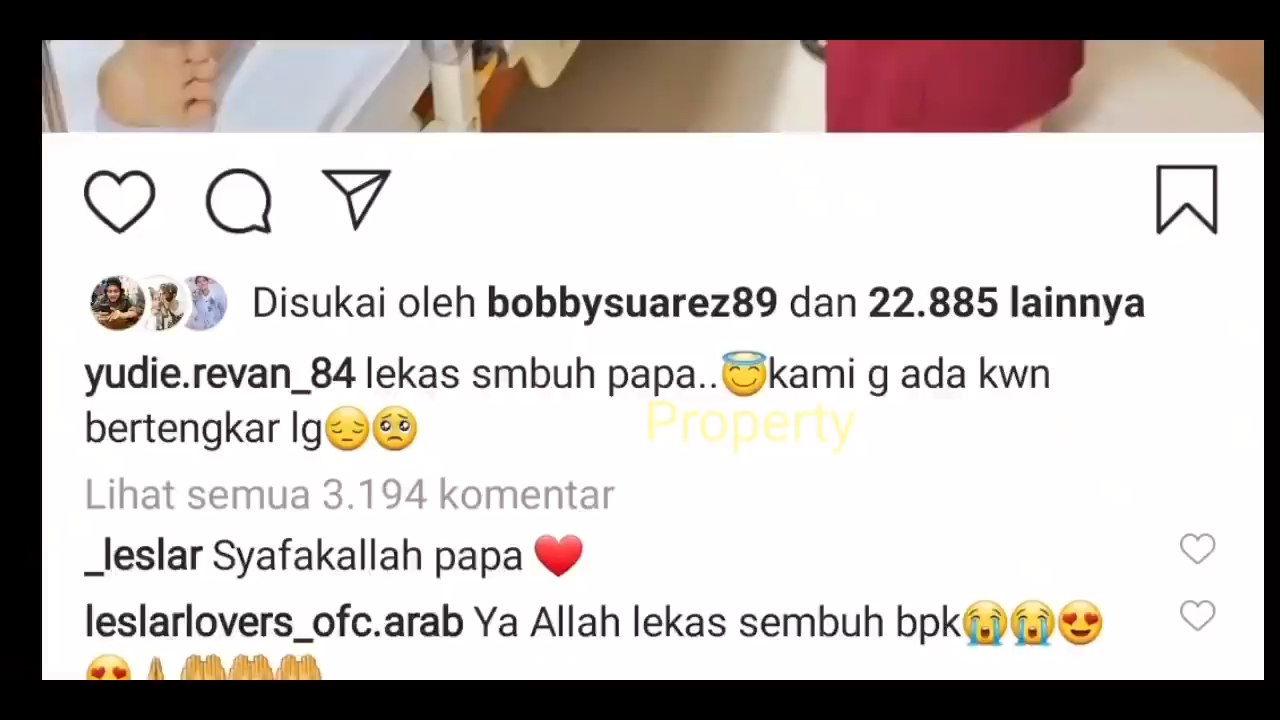 Disukai oleh bobbysuarez89 dan 22.885 lainnya
yudie.revan_84 lekas smbuh papa..😇kami g ada kwn
bertengkar lg😔🥺
Property
Lihat semua 3.194 komentar
_leslar Syafakallah papa ❤️
leslarlovers_ofc.arab Ya Allah lekas sembuh bpk😭😭😍
😍🙏🤲🤲🤲